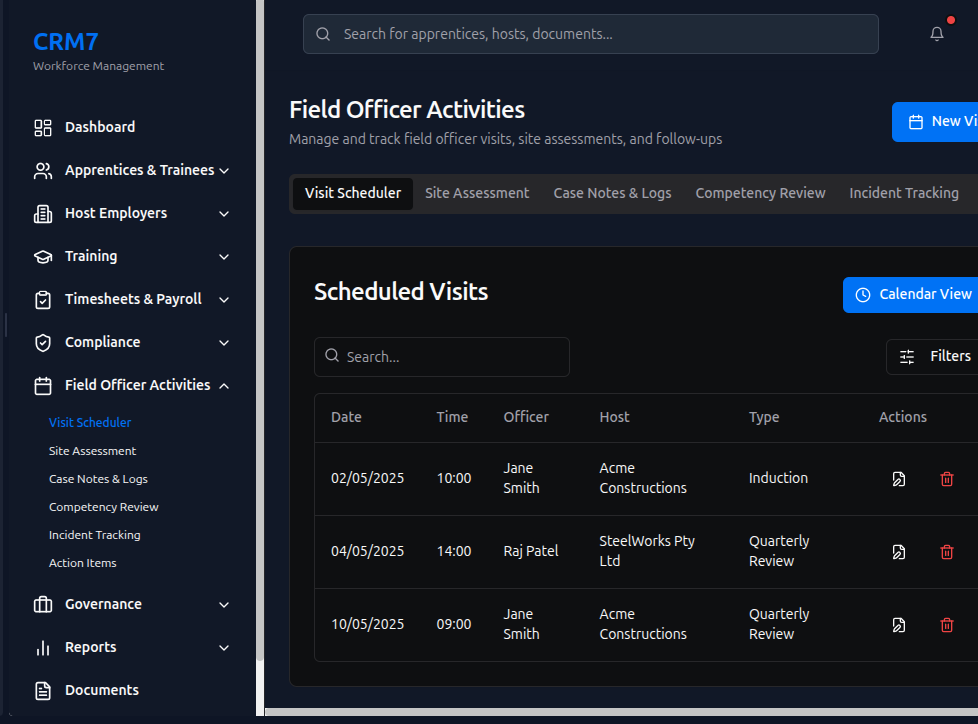 CRM7
Workforce Management
Dashboard
Apprentices & Trainees
Host Employers
Training
Timesheets & Payroll
Compliance
Field Officer Activities
Visit Scheduler
Site Assessment
Case Notes & Logs
Competency Review
Incident Tracking
Action Items
Governance
Reports
Documents
Search for apprentices, hosts, documents...
Field Officer Activities
Manage and track field officer visits, site assessments, and follow-ups
New Vi
Visit Scheduler Site Assessment Case Notes & Logs Competency Review Incident Tracking
Scheduled Visits
Calendar View
Search...
Filters
Date Time Officer Host Type Actions
02/05/2025 10:00 Jane Smith Acme Constructions Induction
04/05/2025 14:00 Raj Patel SteelWorks Pty Ltd Quarterly Review
10/05/2025 09:00 Jane Smith Acme Constructions Quarterly Review